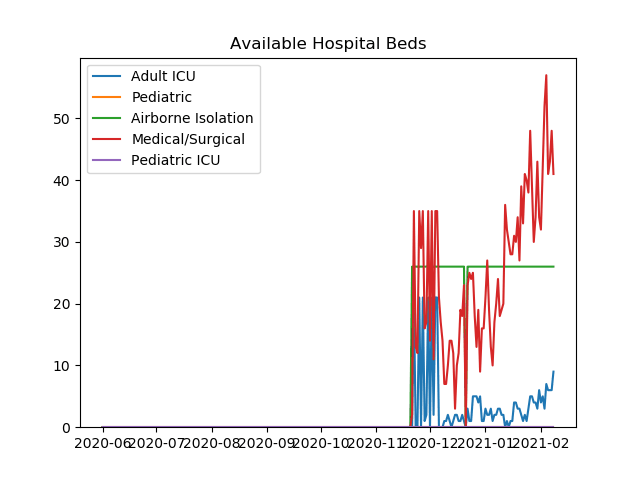 Available Hospital Beds
Adult ICU
Pediatric
Airborne Isolation
Medical/Surgical
Pediatric ICU
50
40
30
20
10
0
2020-06 2020-07 2020-08 2020-09 2020-10 2020-11 2020-12 2021-01 2021-02